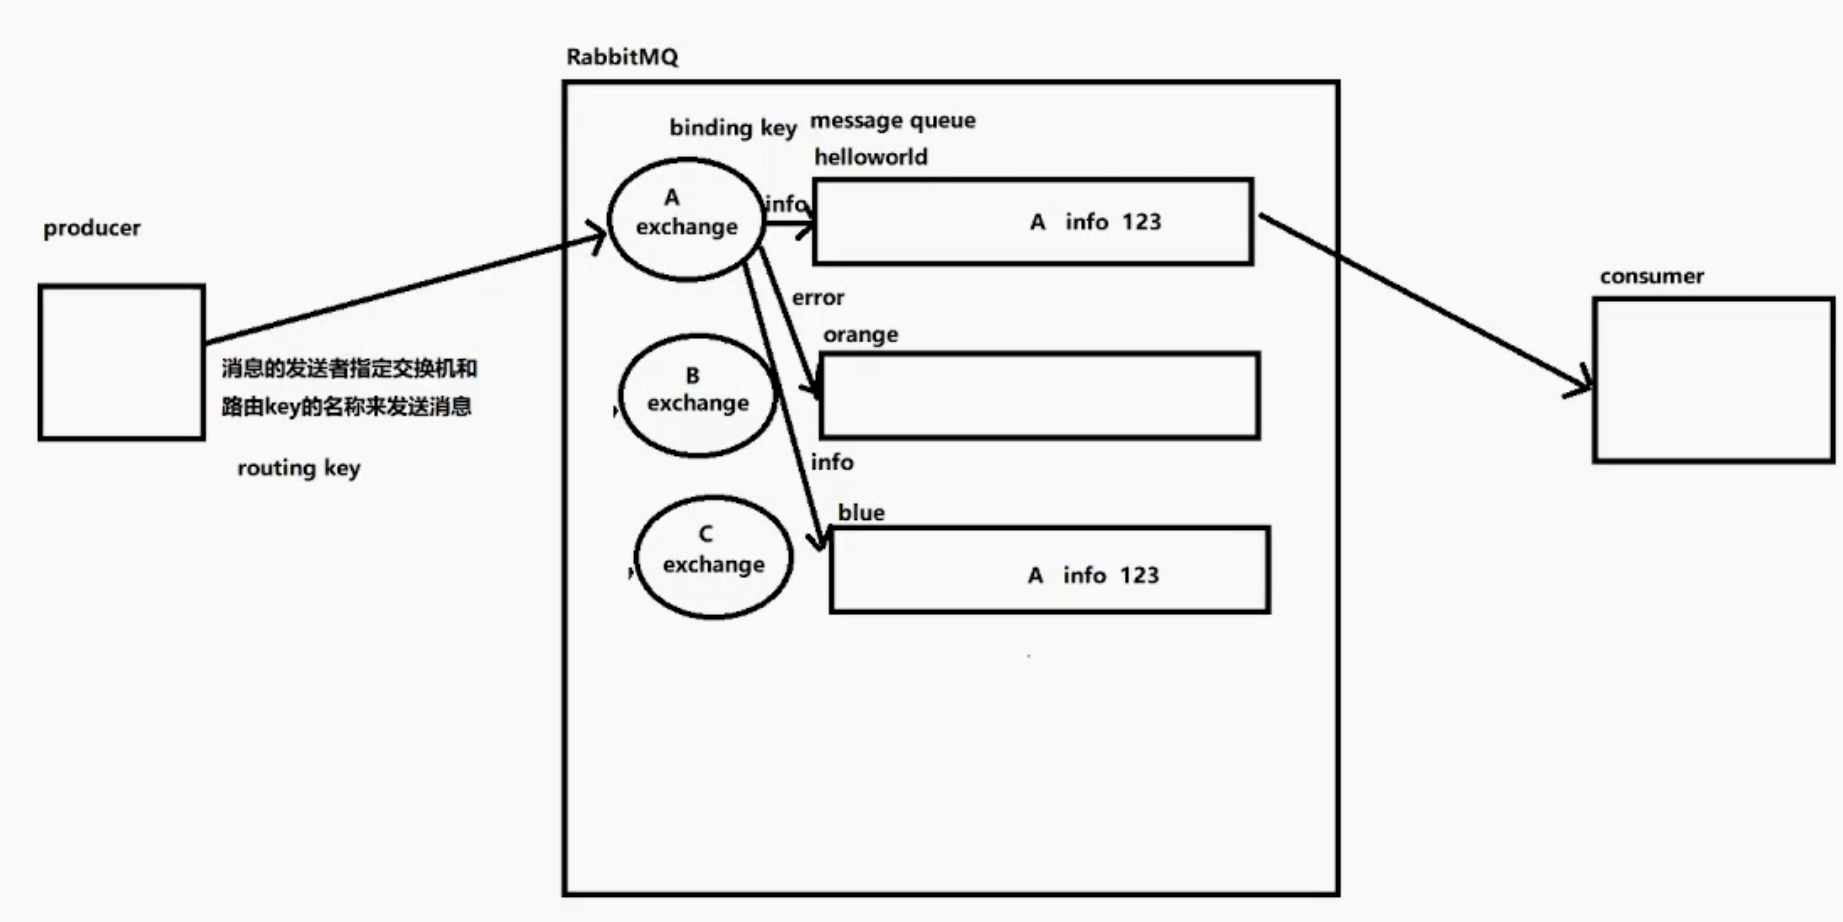 RabbitMQ
binding key
message queue
helloworld
A
exchange
info
A info 123
producer
消息的发送者指定交换机和
路由key的名称来发送消息
routing key
error
orange
B
exchange
info
blue
C
exchange
A info 123
consumer